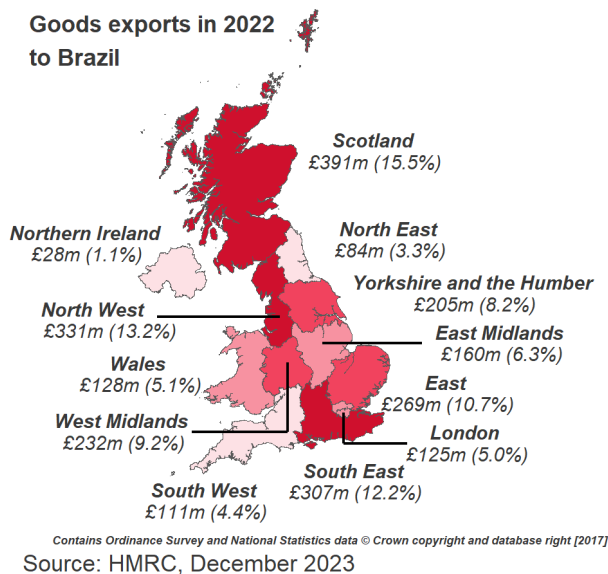 Goods exports in 2022
to Brazil
Scotland
£391m (15.5%)
Northern Ireland
£28m (1.1%)
North East
£84m (3.3%)
Yorkshire and the Humber
£205m (8.2%)
North West
£331m (13.2%)
East Midlands
£160m (6.3%)
Wales
£128m (5.1%)
East
£269m (10.7%)
West Midlands
£232m (9.2%)
London
£125m (5.0%)
South East
£307m (12.2%)
South West
£111m (4.4%)
Contains Ordinance Survey and National Statistics data © Crown copyright and database right [2017]
Source: HMRC, December 2023